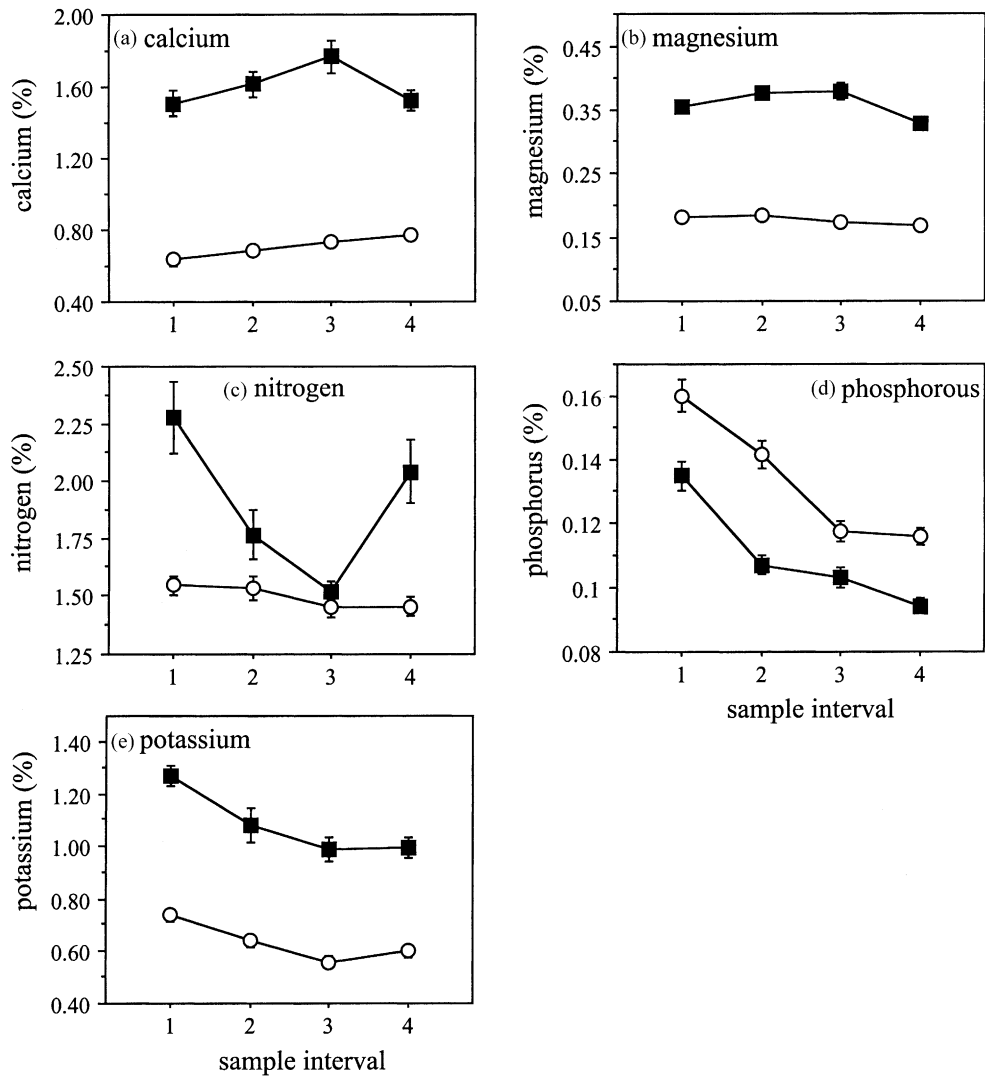 (a) calcium
calcium (%)
2.00
1.60
1.20
0.80
0.40
1 2 3 4
(b) magnesium
magnesium (%)
0.45
0.35
0.25
0.15
0.05
1 2 3 4
(c) nitrogen
nitrogen (%)
2.50
2.25
2.00
1.75
1.50
1.25
1 2 3 4
(d) phosphorous
phosphorus (%)
0.16
0.14
0.12
0.1
0.08
1 2 3 4
sample interval
(e) potassium
potassium (%)
1.40
1.20
1.00
0.80
0.60
0.40
1 2 3 4
sample interval